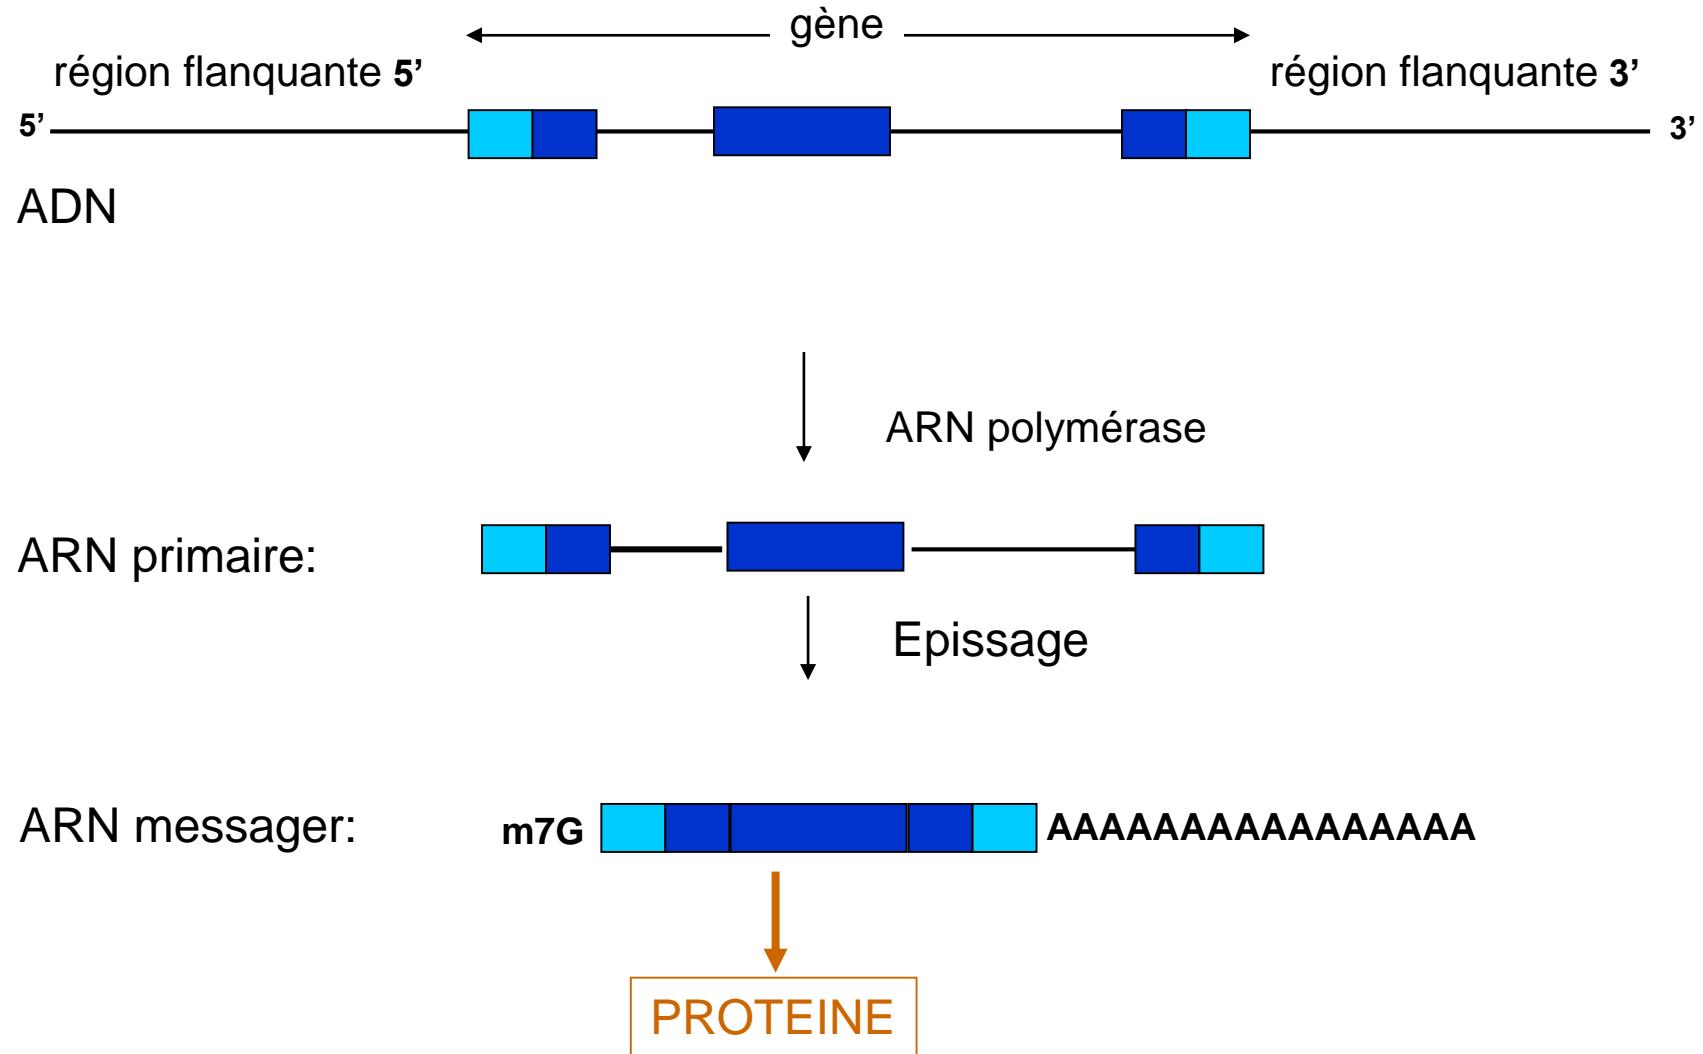 gène
région flanquante 5’
région flanquante 3’
5’
3’
ADN
ARN polymérase
ARN primaire:
Epissage
ARN messager:
m7G
AAAAAAAAAAAAAAAA
PROTEINE